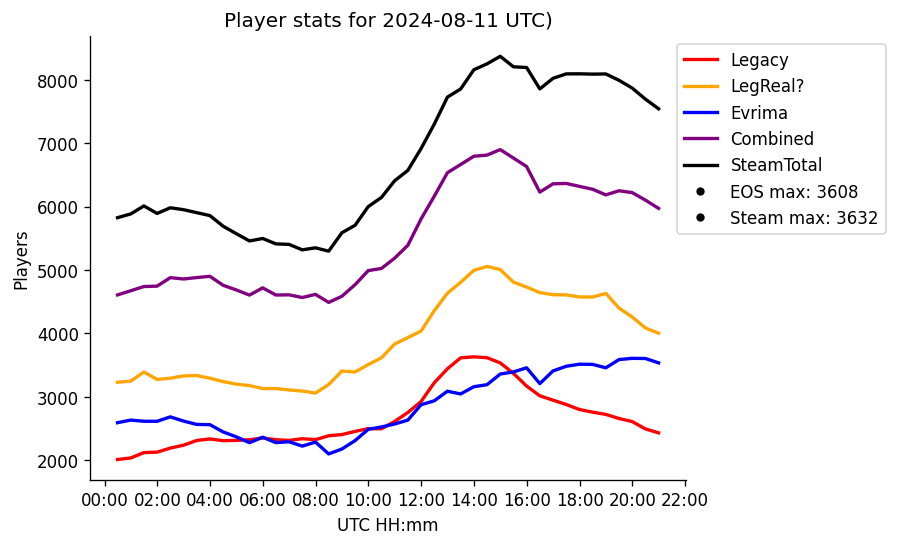 Player stats for 2024-08-11 UTC)
Legacy
LegReal?
Evrima
Combined
SteamTotal
EOS max: 3608
Steam max: 3632
Players
8000
7000
6000
5000
4000
3000
2000
00:00 02:00 04:00 06:00 08:00 10:00 12:00 14:00 16:00 18:00 20:00 22:00
UTC HH:mm